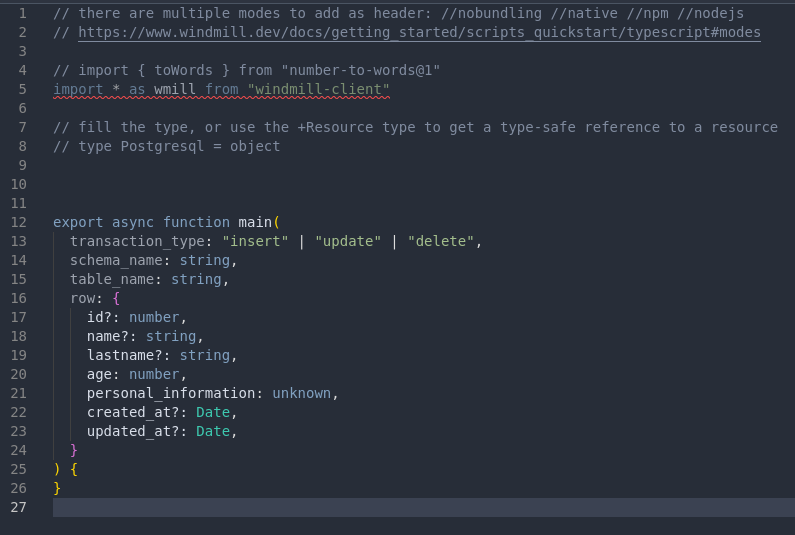 1 // there are multiple modes to add as header: //nobundling //native //npm //nodejs
2 // https://www.windmill.dev/docs/getting_started/scripts_quickstart/typescript#modes
3
4 // import { toWords } from "number-to-words@1"
5 import * as wmill from "windmill-client"
6
7 // fill the type, or use the +Resource type to get a type-safe reference to a resource
8 // type Postgresql = object
9
10
11
12 export async function main(
13   transaction_type: "insert" | "update" | "delete",
14   schema_name: string,
15   table_name: string,
16   row: {
17     id?: number,
18     name?: string,
19     lastname?: string,
20     age: number,
21     personal_information: unknown,
22     created_at?: Date,
23     updated_at?: Date,
24   }
25 ) {
26 }
27